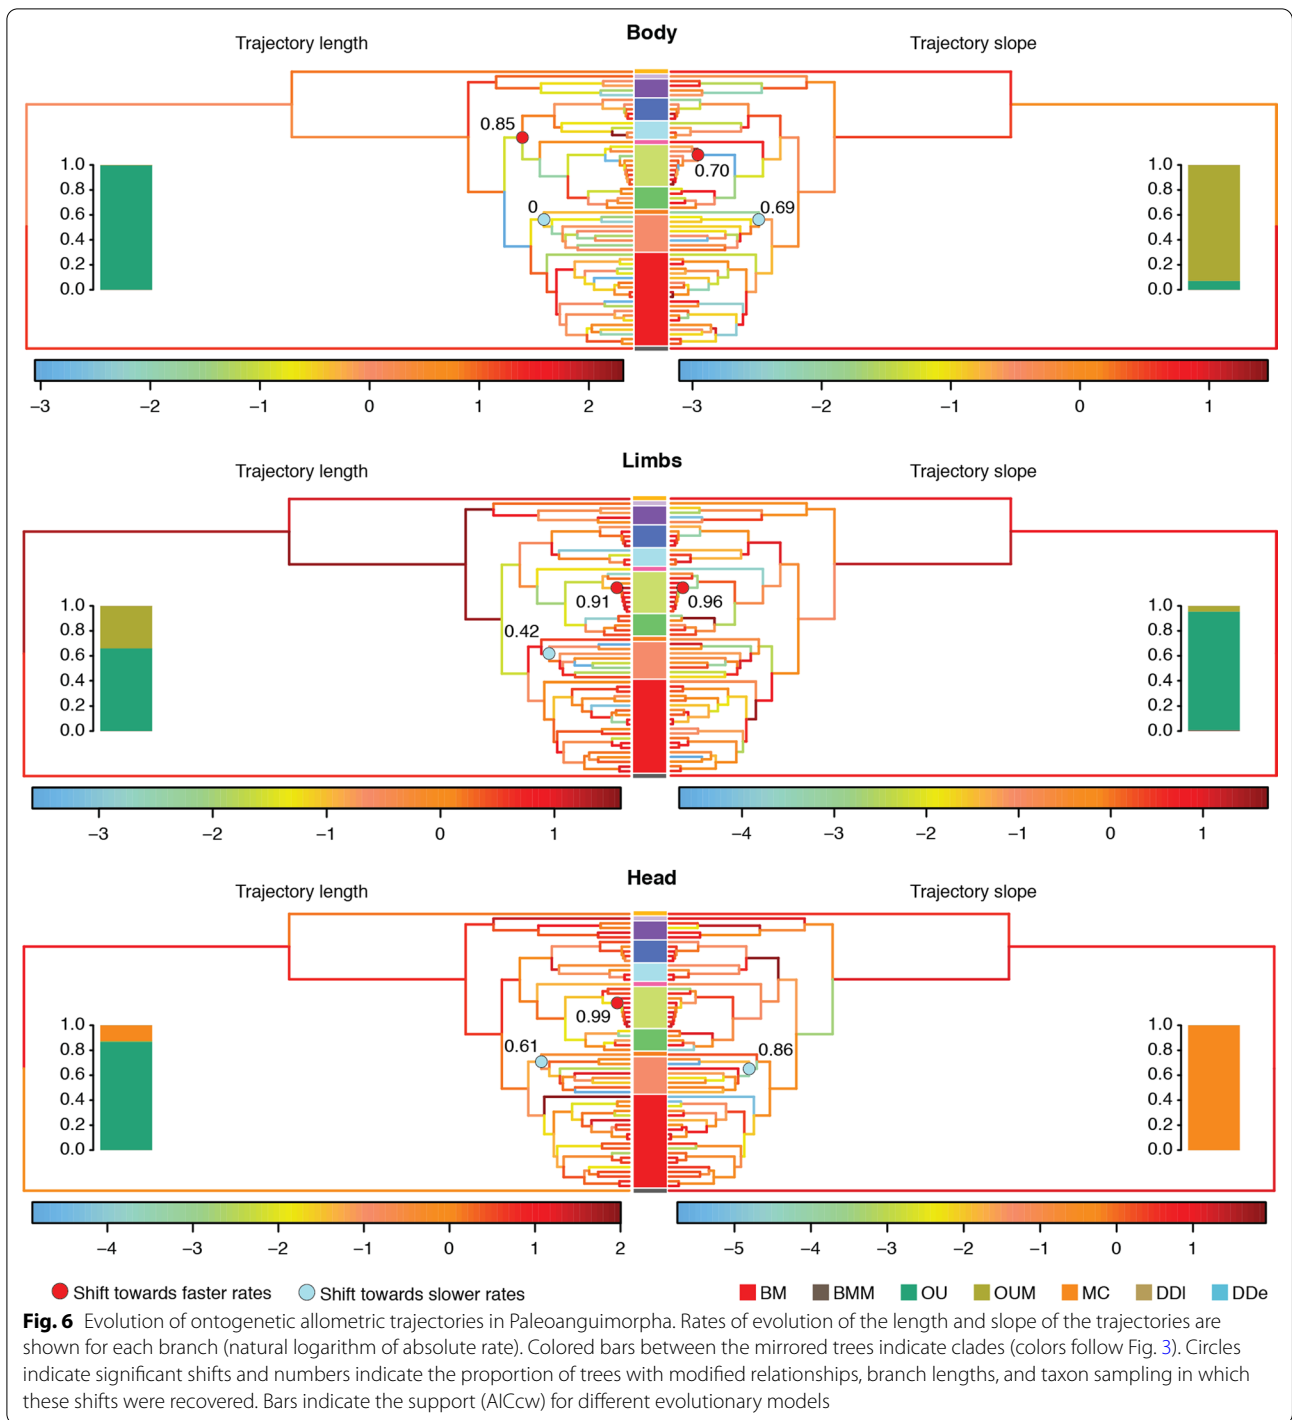 Body
Trajectory length
Trajectory slope
0.85
0.70
0
0.69
1.0
0.8
0.6
0.4
0.2
0.0
1.0
0.8
0.6
0.4
0.2
0.0
−3 −2 −1 0 1 2
−3 −2 −1 0 1
Limbs
Trajectory length
Trajectory slope
0.91
0.96
0.42
1.0
0.8
0.6
0.4
0.2
0.0
1.0
0.8
0.6
0.4
0.2
0.0
−3 −2 −1 0 1
−4 −3 −2 −1 0 1
Head
Trajectory length
Trajectory slope
0.99
0.61
0.86
1.0
0.8
0.6
0.4
0.2
0.0
1.0
0.8
0.6
0.4
0.2
0.0
−4 −3 −2 −1 0 1 2
−5 −4 −3 −2 −1 0 1
Shift towards faster rates
Shift towards slower rates
BM BMM OU OUM MC DDl DDe
Fig. 6 Evolution of ontogenetic allometric trajectories in Paleoanguimorpha. Rates of evolution of the length and slope of the trajectories are
shown for each branch (natural logarithm of absolute rate). Colored bars between the mirrored trees indicate clades (colors follow Fig. 3). Circles
indicate significant shifts and numbers indicate the proportion of trees with modified relationships, branch lengths, and taxon sampling in which
these shifts were recovered. Bars indicate the support (AICcw) for different evolutionary models